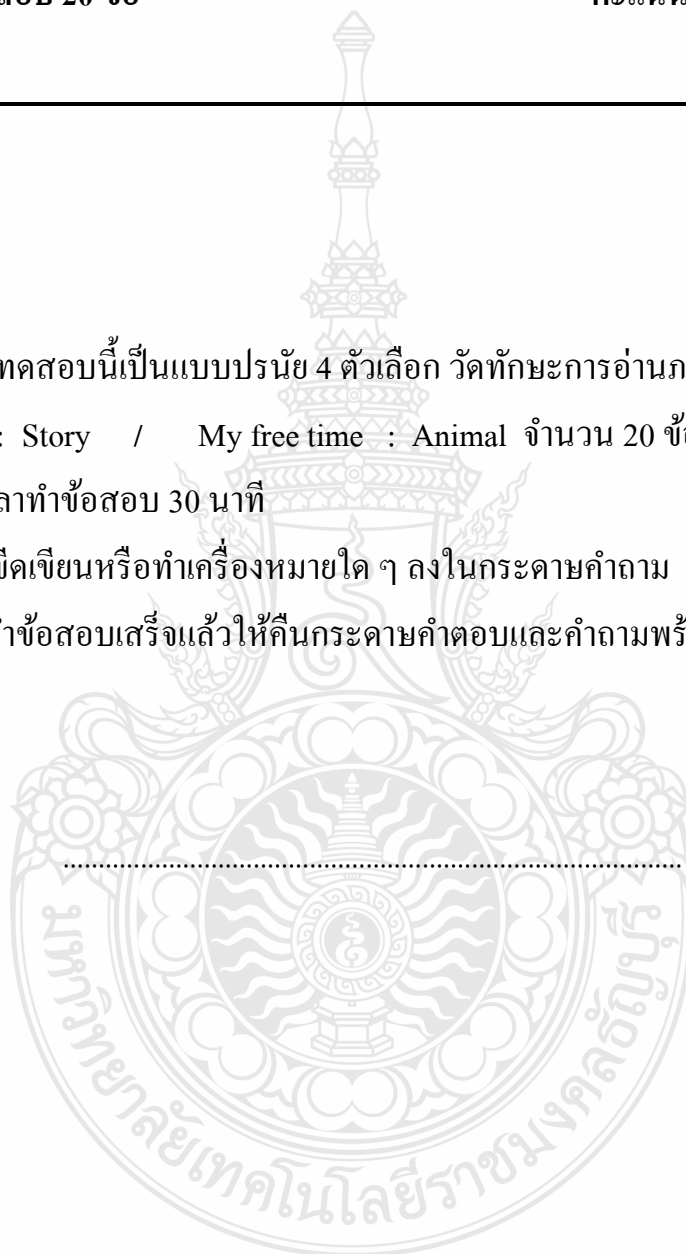 ทดสอบนี้เป็นแบบปรนัย 4 ตัวเลือก วัดทักษะการอ่านภ
: Story / My free time : Animal จำนวน 20 ข้อ
ลาทำข้อสอบ 30 นาที
ขีดเขียนหรือทำเครื่องหมายใด ๆ ลงในกระดาษคำถาม
ทำข้อสอบเสร็จแล้วให้คืนกระดาษคำตอบและคำถามพร้
................................................................................
มหาวิทยาลัยเทคโนโลยีราชมงคลธัญบุรี